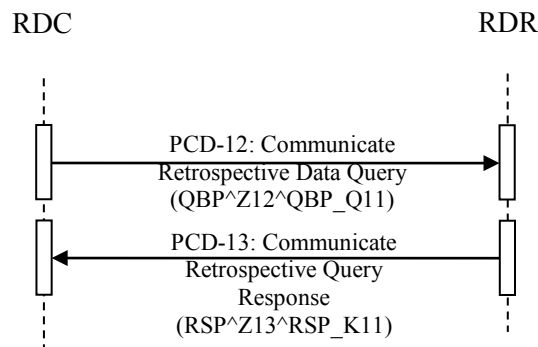 RDC
RDR
PCD-12: Communicate
Retrospective Data Query
(QBP^Z12^QBP_Q11)
PCD-13: Communicate
Retrospective Query
Response
(RSP^Z13^RSP_K11)